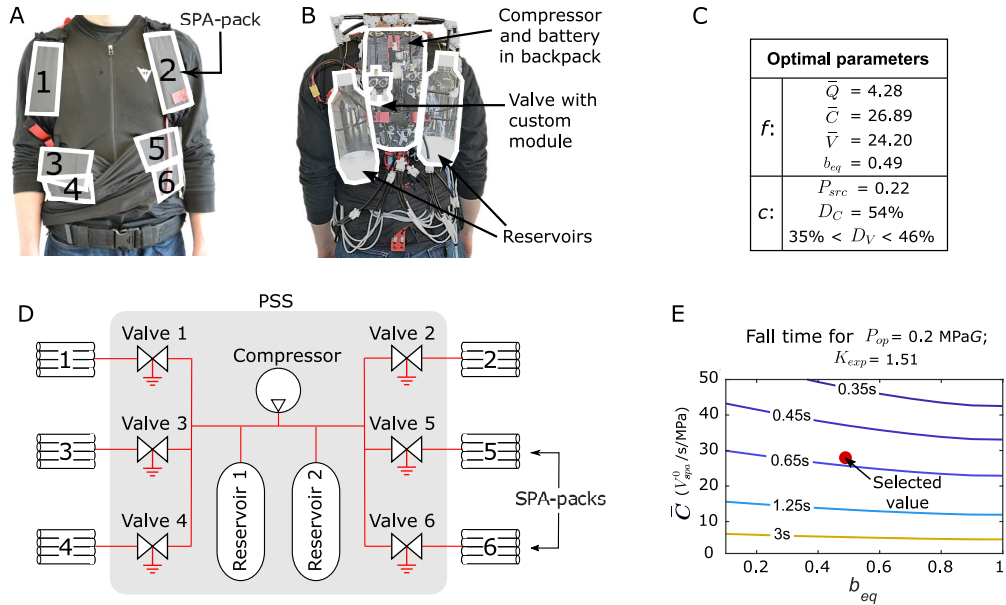 A
SPA-pack
1
2
3
4
5
6
B
Compressor
and battery
in backpack
Valve with
custom
module
Reservoirs
C
Optimal parameters
f:
Q̅ = 4.28
C̅ = 26.89
V̅ = 24.20
b_eq = 0.49
c:
P_src = 0.22
D_C = 54%
35% < D_V < 46%
D
PSS
Valve 1
Valve 2
Compressor
1
2
Valve 3
Valve 5
3
5
SPA-packs
Valve 4
Valve 6
4
6
Reservoir 1
Reservoir 2
E
Fall time for P_op = 0.2 MPaG;
K_exp = 1.51
C̅ (V⁰_spa/s/MPa)
50
40
30
20
10
0
0.35s
0.45s
0.65s
1.25s
3s
Selected
value
0.2
0.4
0.6
0.8
1
b_eq